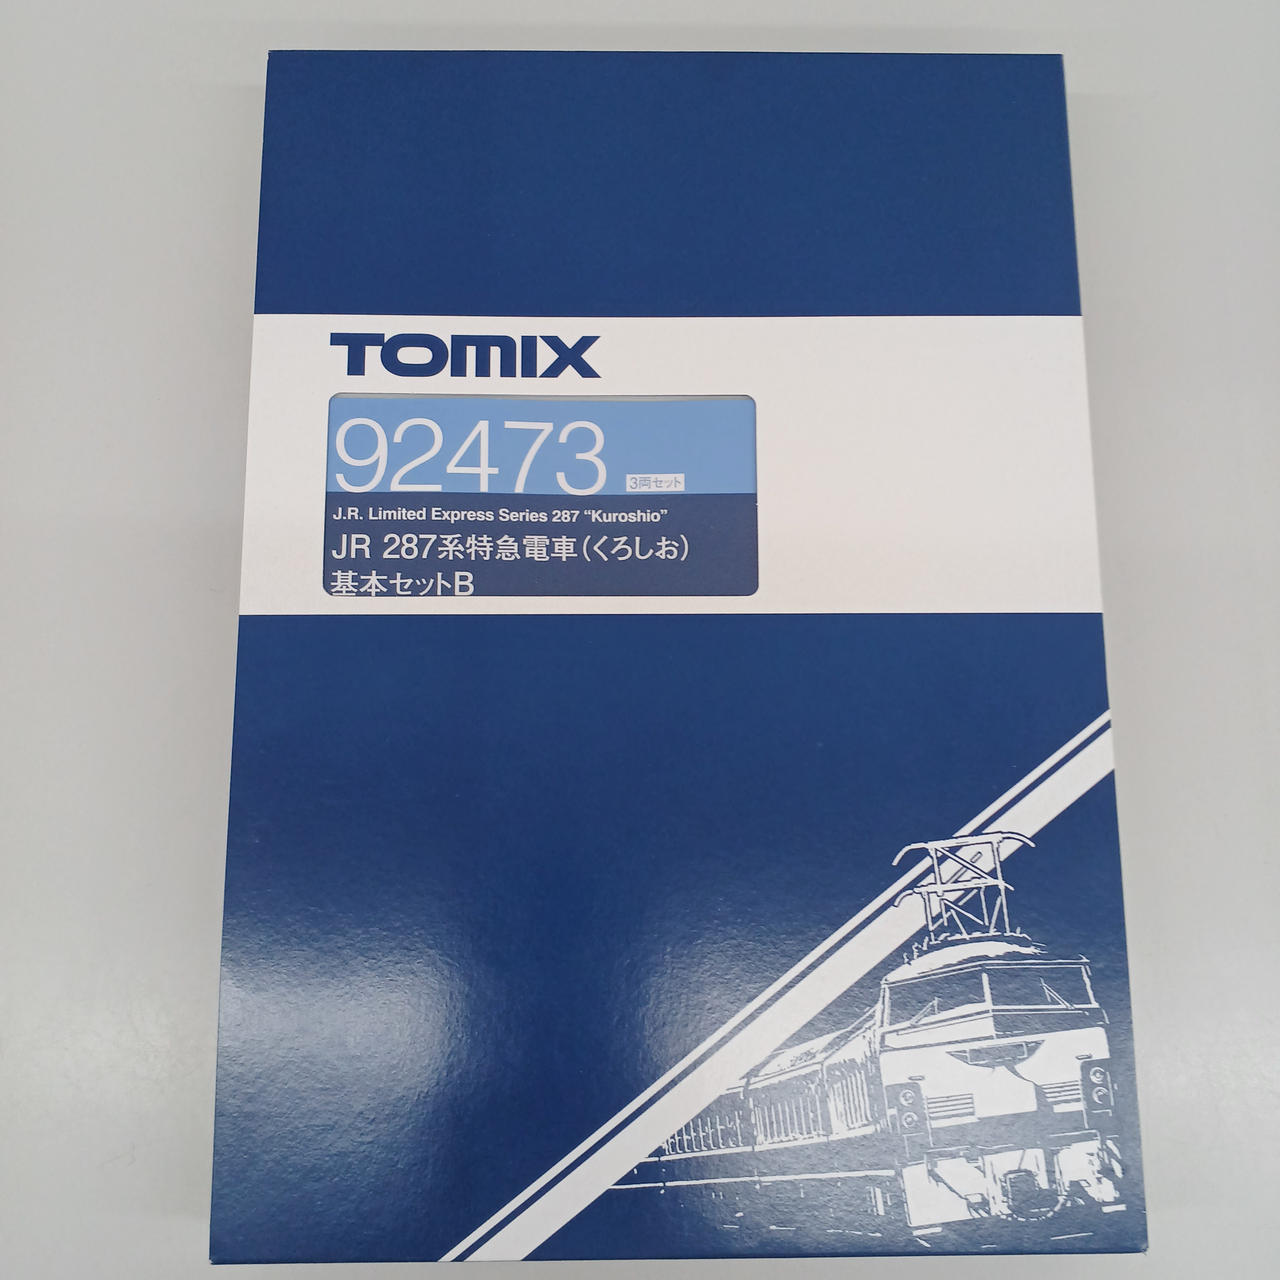 TOMIX
92473 3両セット
J.R. Limited Express Series 287 “Kuroshio”
JR 287系特急電車(くろしお)
基本セットB